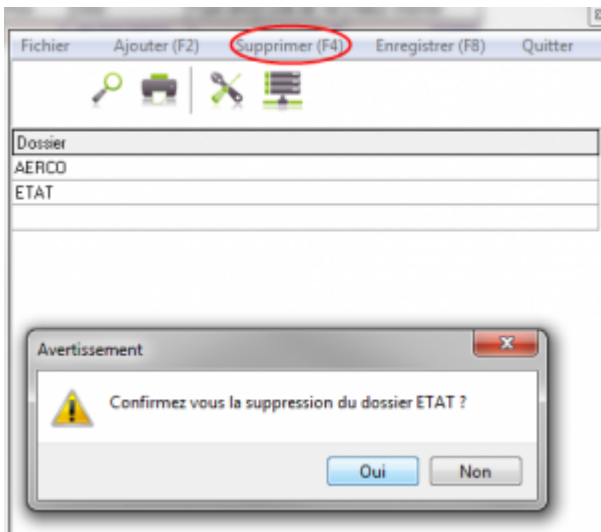 Fichier Ajouter (F2) Supprimer (F4) Enregistrer (F8) Quitter
Dossier
AERCO
ETAT
Avertissement
Confirmez vous la suppression du dossier ETAT ?
Oui Non